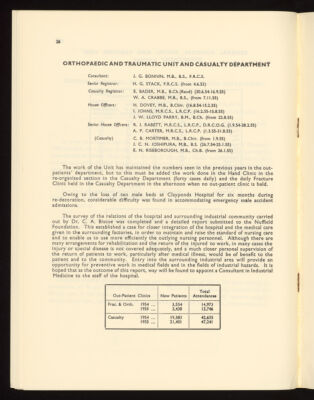 26
ORTHOPAEDIC AND TRAUMATIC UNIT AND CASUALTY DEPARTMENT
Consultant: J. G. BONNIN, M.B., B.S., F.R.C.S.
Senior Registrar: H. G. STACK, F.R.C.S. (from 4.6.55)
Casualty Registrar: E. BADER, M.B., B.Ch.(Rand) (20.6.54-16.9.55)
W. A. CRABBE, M.B., B.S., (from 7.11.55)
House Officers: H. DOVEY, M.B., B.Chir. (16.8.54-15.2.55)
I. JOHNS, M.R.C.S., L.R.C.P. (16.2.55-15.8.55)
J. W. LLOYD PARRY, B.M., B.Ch. (from 22.8.55)
Senior House Officers: R. J. RABETT, M.R.C.S., L.R.C.P., D.R.C.O.G. (1.9.54-28.2.55)
A. P. CARTER, M.R.C.S., L.R.C.P. (1.3.55-31.8.55)
(Casualty) C. B. MORTIMER, M.B., B.Chir. (from 1.9.55)
J. C. N. JOSHIPURA, M.B., B.S. (26.7.54-25.1.55)
E. N. RISEBOROUGH, M.B., Ch.B. (from 26.1.55)
The work of the Unit has maintained the numbers seen in the previous years in the out-
patients' department, but to this must be added the work done in the Hand Clinic in the
re-organised section in the Casualty Department (forty cases daily) and the daily Fracture
Clinic held in the Casualty Department in the afternoon when no out-patient clinic is held.
Owing to the loss of ten male beds at Clayponds Hospital for six months during
re-decoration, considerable difficulty was found in accommodating emergency male accident
admissions.
The survey of the relations of the hospital and surrounding industrial community carried
out by Dr. C. A. Bistow was completed and a detailed report submitted to the Nuffield
Foundation. This established a case for closer integration of the hospital and the medical care
given in the surrounding factories, in order to maintain and raise the standard of nursing care
and to enable us to use more efficiently the outlying nursing personnel. Although there are
many arrangements for rehabilitation and the return of the injured to work, in many cases the
injury or special disease is not covered adequately, and a much closer personal supervision of
the return of patients to work, particularly after medical illness, would be of benefit to the
patient and to the community. Entry into the surrounding industrial area will provide an
opportunity for preventive work in medical fields and in the fields of industrial hazards. It is
hoped that as the outcome of this report, way will be found to appoint a Consultant in Industrial
Medicine to the staff of the hospital.
Out-Patient Clinics New Patients Total Attendances
Frac. & Orth. 1954 ... 3,554 14,973
1955 ... 3,438 13,746
Casualty 1954 ... 19,583 42,635
1955 ... 21,401 47,241